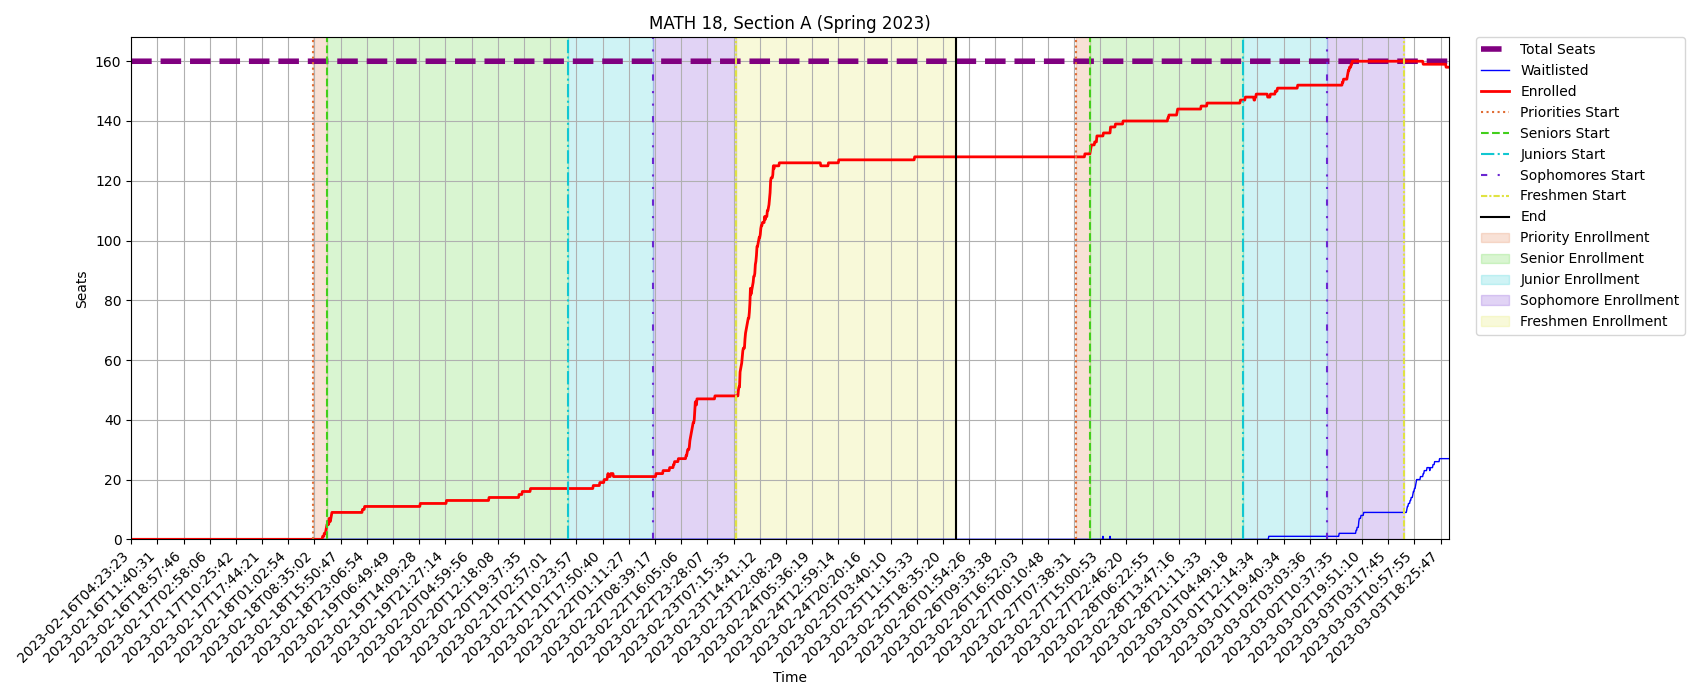 MATH 18, Section A (Spring 2023)
Seats
160
140
120
100
80
60
40
20
0
2023-02-16T04:23:23
2023-02-16T11:40:31
2023-02-16T18:57:46
2023-02-17T02:58:06
2023-02-17T10:25:42
2023-02-17T17:44:21
2023-02-18T01:02:54
2023-02-18T08:35:02
2023-02-18T15:50:47
2023-02-18T23:06:54
2023-02-19T06:49:49
2023-02-19T14:09:28
2023-02-19T21:27:14
2023-02-20T04:59:56
2023-02-20T12:18:08
2023-02-20T19:37:35
2023-02-21T02:57:01
2023-02-21T10:23:57
2023-02-21T17:50:40
2023-02-22T01:11:27
2023-02-22T08:39:17
2023-02-22T16:05:06
2023-02-22T23:28:07
2023-02-23T07:15:35
2023-02-23T14:41:12
2023-02-23T22:08:29
2023-02-24T05:36:19
2023-02-24T12:59:14
2023-02-24T20:20:16
2023-02-25T03:40:10
2023-02-25T11:15:33
2023-02-25T18:35:20
2023-02-26T01:54:26
2023-02-26T09:33:38
2023-02-26T16:52:03
2023-02-27T00:10:48
2023-02-27T07:38:31
2023-02-27T15:00:53
2023-02-27T22:46:20
2023-02-28T06:22:55
2023-02-28T13:47:16
2023-02-28T21:11:33
2023-03-01T04:49:18
2023-03-01T12:14:34
2023-03-01T19:40:34
2023-03-02T03:03:36
2023-03-02T10:37:35
2023-03-02T19:51:10
2023-03-03T03:17:45
2023-03-03T10:57:55
2023-03-03T18:25:47
Time
Total Seats
Waitlisted
Enrolled
Priorities Start
Seniors Start
Juniors Start
Sophomores Start
Freshmen Start
End
Priority Enrollment
Senior Enrollment
Junior Enrollment
Sophomore Enrollment
Freshmen Enrollment